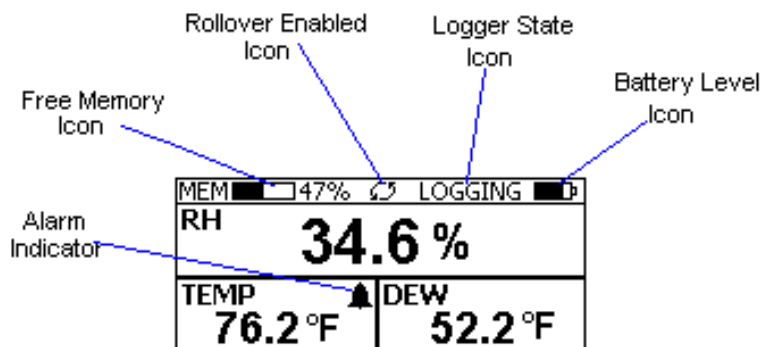 Rollover Enabled
Icon
Logger State
Icon
Battery Level
Icon
Free Memory
Icon
MEM 47% LOGGING
Alarm
Indicator
RH
34.6 %
TEMP
76.2 °F
DEW
52.2 °F